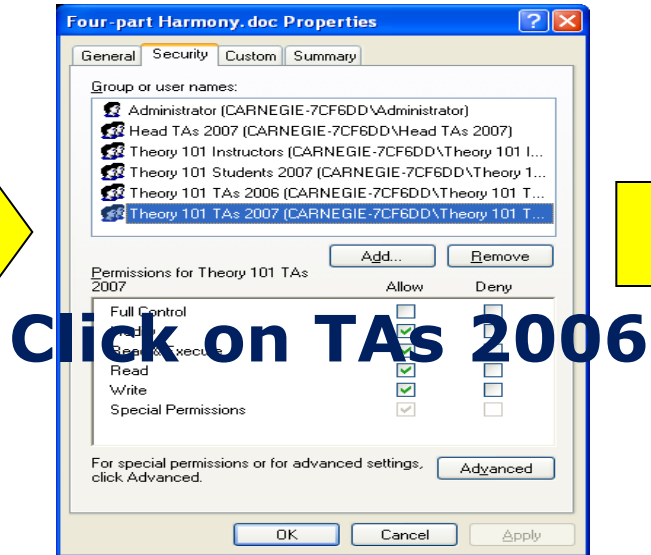 Four-part Harmony.doc Properties
General Security Custom Summary
Group or user names:
Administrator (CARNEGIE-7CF6DD\Administrator)
Head TAs 2007 (CARNEGIE-7CF6DD\Head TAs 2007)
Theory 101 Instructors (CARNEGIE-7CF6DD\Theory 101 I...
Theory 101 Students 2007 (CARNEGIE-7CF6DD\Theory 1...
Theory 101 TAs 2006 (CARNEGIE-7CF6DD\Theory 101 T...
Theory 101 TAs 2007 (CARNEGIE-7CF6DD\Theory 101 T...
Add... Remove
Permissions for Theory 101 TAs
2007 Allow Deny
Full Control
Click on TAs 2006
Read & Execute
Read
Write
Special Permissions
For special permissions or for advanced settings,
click Advanced.
Advanced
OK Cancel Apply